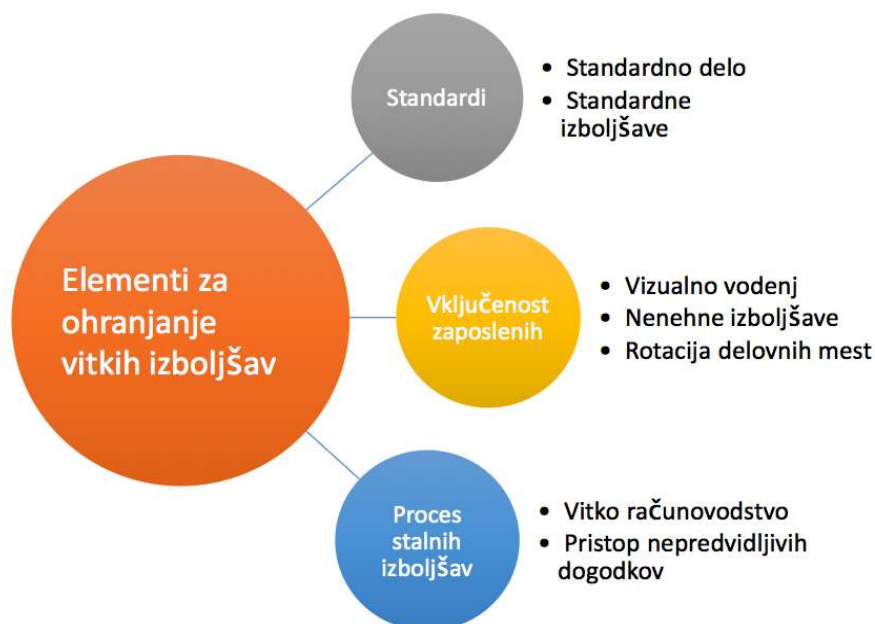 Elementi za
ohranjanje
vitkih izboljšav
Standardi
• Standardno delo
• Standardne
izboljšave
Vključenost
zaposlenih
• Vizualno vodenj
• Nenehne izboljšave
• Rotacija delovnih mest
Proces
stalnih
izboljšav
• Vitko računovodstvo
• Pristop nepredvidljivih
dogodkov